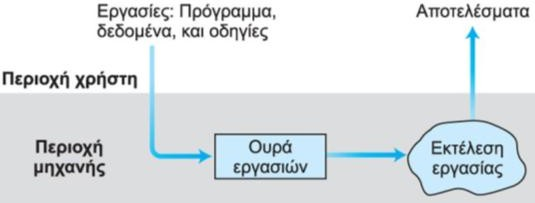 Εργασίες: Πρόγραμμα,
δεδομένα, και οδηγίες
Αποτελέσματα
Περιοχή χρήστη
Περιοχή
μηχανής
Ουρά
εργασιών
Εκτέλεση
εργασίας